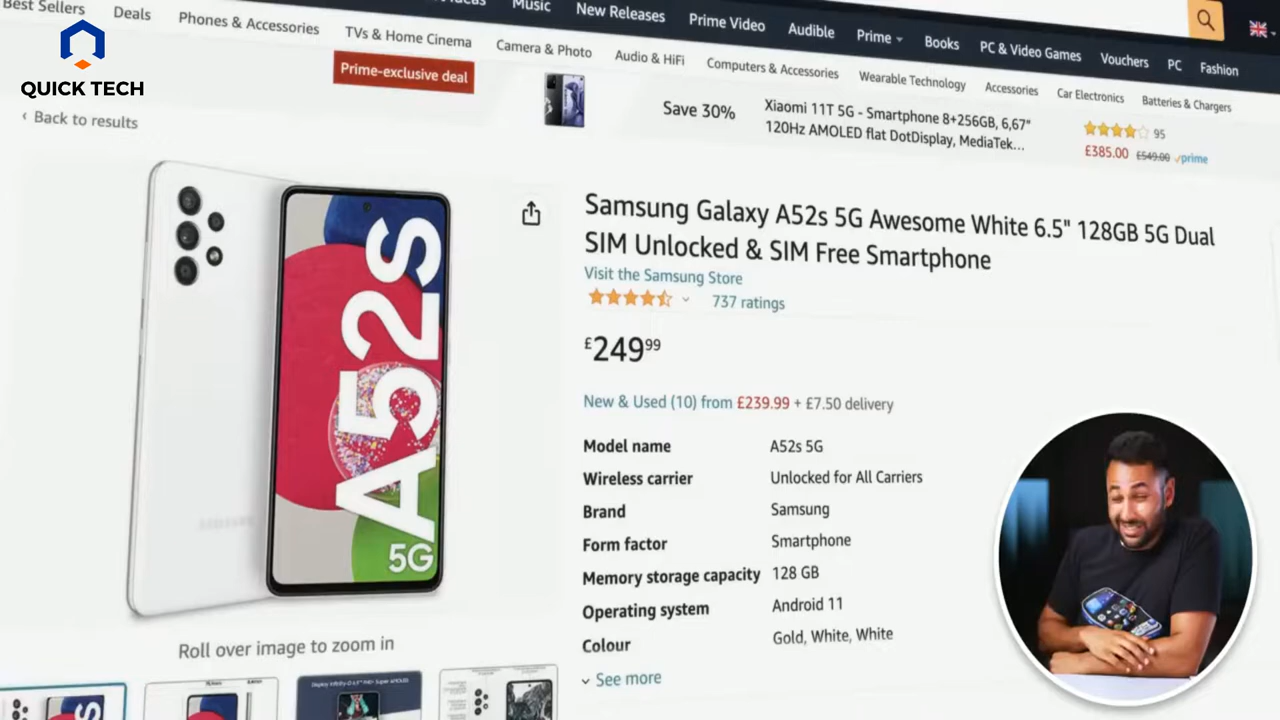 Best Sellers Deals Phones & Accessories TVs & Home Cinema Camera & Photo Audio & HiFi Computers & Accessories Wearable Technology Accessories Car Electronics Batteries & Chargers
Music New Releases Prime Video Audible Prime Books PC & Video Games Vouchers PC Fashion
QUICK TECH
Prime-exclusive deal
Save 30%
Xiaomi 11T 5G - Smartphone 8+256GB, 6,67"
120Hz AMOLED flat DotDisplay, MediaTek...
95
£385.00 £549.00 prime
‹ Back to results
Samsung Galaxy A52s 5G Awesome White 6.5" 128GB 5G Dual
SIM Unlocked & SIM Free Smartphone
Visit the Samsung Store
737 ratings
£249.99
New & Used (10) from £239.99 + £7.50 delivery
Model name A52s 5G
Wireless carrier Unlocked for All Carriers
Brand Samsung
Form factor Smartphone
Memory storage capacity 128 GB
Operating system Android 11
Colour Gold, White, White
See more
A52s
5G
SAMSUNG
Roll over image to zoom in